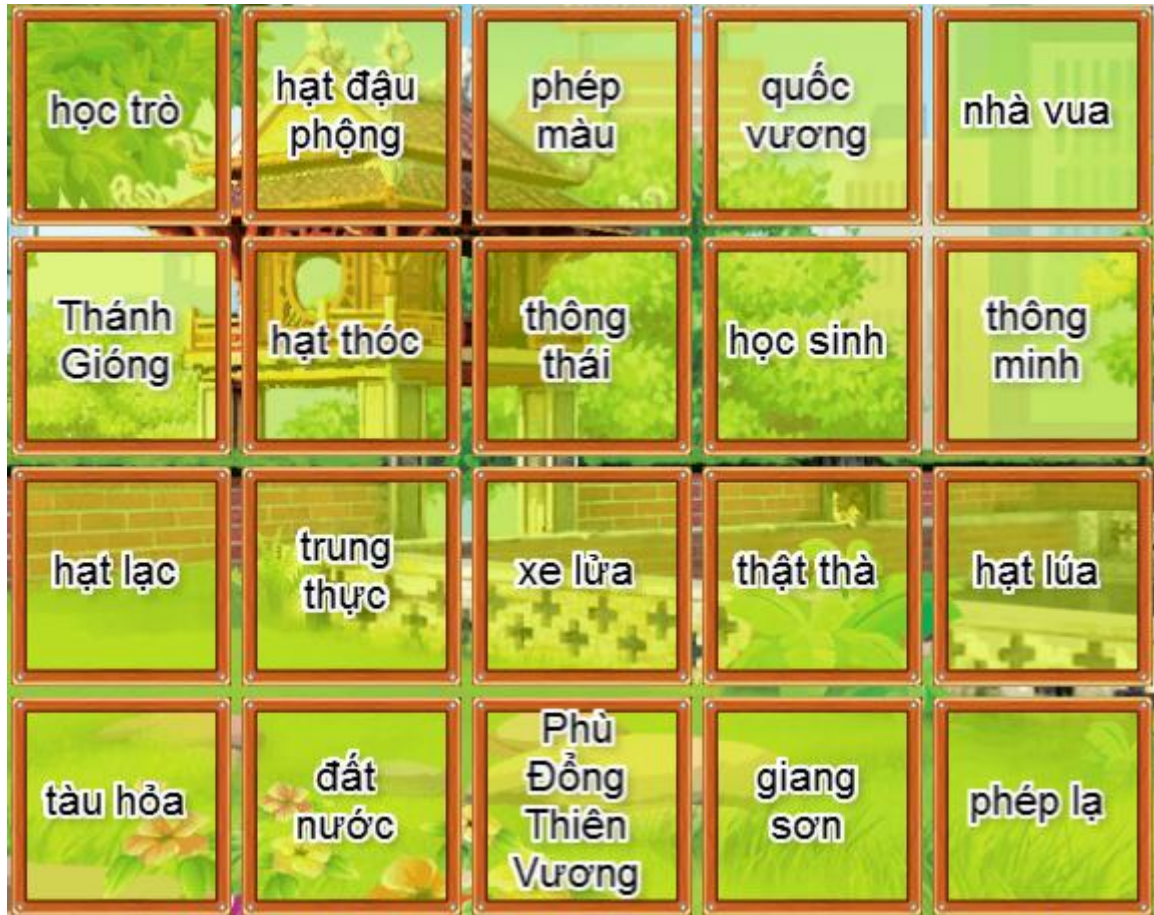 học trò
hạt đậu
phộng
phép
màu
quốc
vương
nhà vua
Thánh
Gióng
hạt thóc
thông
thái
học sinh
thông
minh
hạt lạc
trung
thực
xe lửa
thật thà
hạt lúa
tàu hỏa
đất
nước
Phù
Đổng
Thiên
Vương
giang
sơn
phép lạ